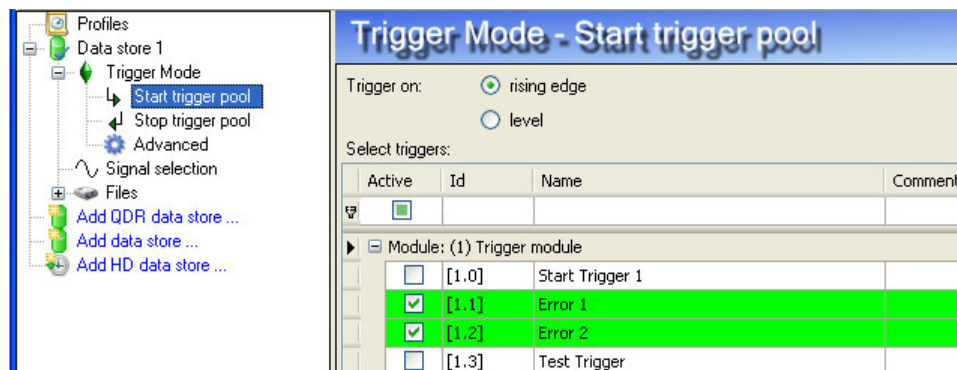 Profiles
Data store 1
Trigger Mode
Start trigger pool
Stop trigger pool
Advanced
Signal selection
Files
Add QDR data store ...
Add data store ...
Add HD data store ...
Trigger Mode - Start trigger pool
Trigger on: rising edge
level
Select triggers:
Active Id Name Comment
Module: (1) Trigger module
[1.0] Start Trigger 1
[1.1] Error 1
[1.2] Error 2
[1.3] Test Trigger